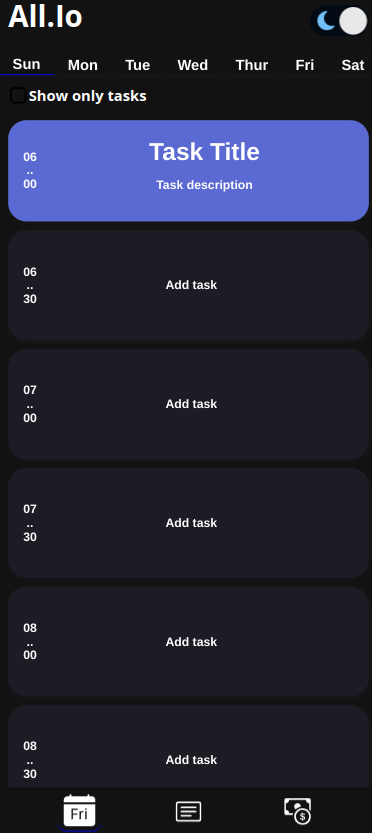 All.Io
Sun Mon Tue Wed Thur Fri Sat
Show only tasks
06
..
00
Task Title
Task description
06
..
30
Add task
07
..
00
Add task
07
..
30
Add task
08
..
00
Add task
08
..
30
Add task
Fri
$